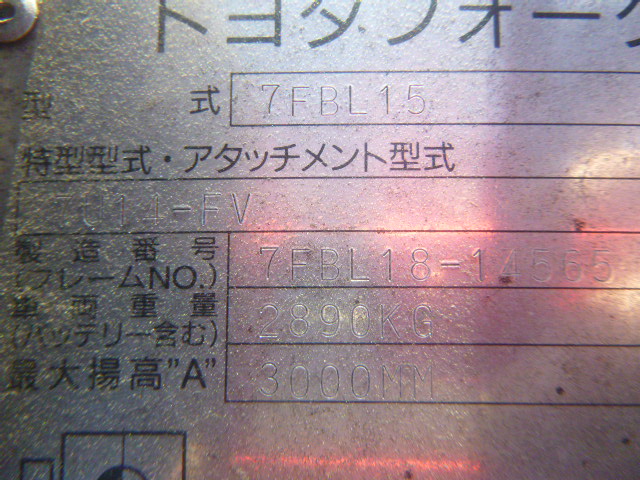 トヨタフォーク
型 式 7FBL15
特型型式・アタッチメント型式
7U14-FV
製造番号 7FBL18-14565
(フレームNO.)
車両重量 2890KG
(バッテリー含む)
最大揚高"A" 3000MM